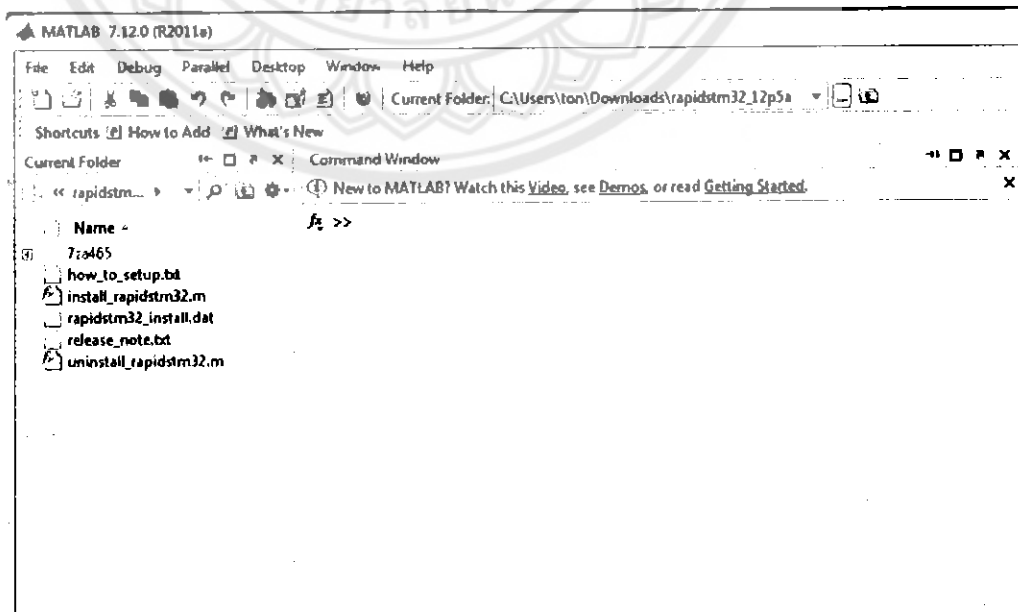 MATLAB 7.12.0 (R2011a)
File Edit Debug Parallel Desktop Window Help
Current Folder: C:\Users\ton\Downloads\rapidstm32_12p5a
Shortcuts How to Add What's New
Current Folder
Command Window
« rapidstm...
New to MATLAB? Watch this Video, see Demos, or read Getting Started.
Name
fx >>
7za465
how_to_setup.txt
install_rapidstm32.m
rapidstm32_install.dat
release_note.txt
uninstall_rapidstm32.m